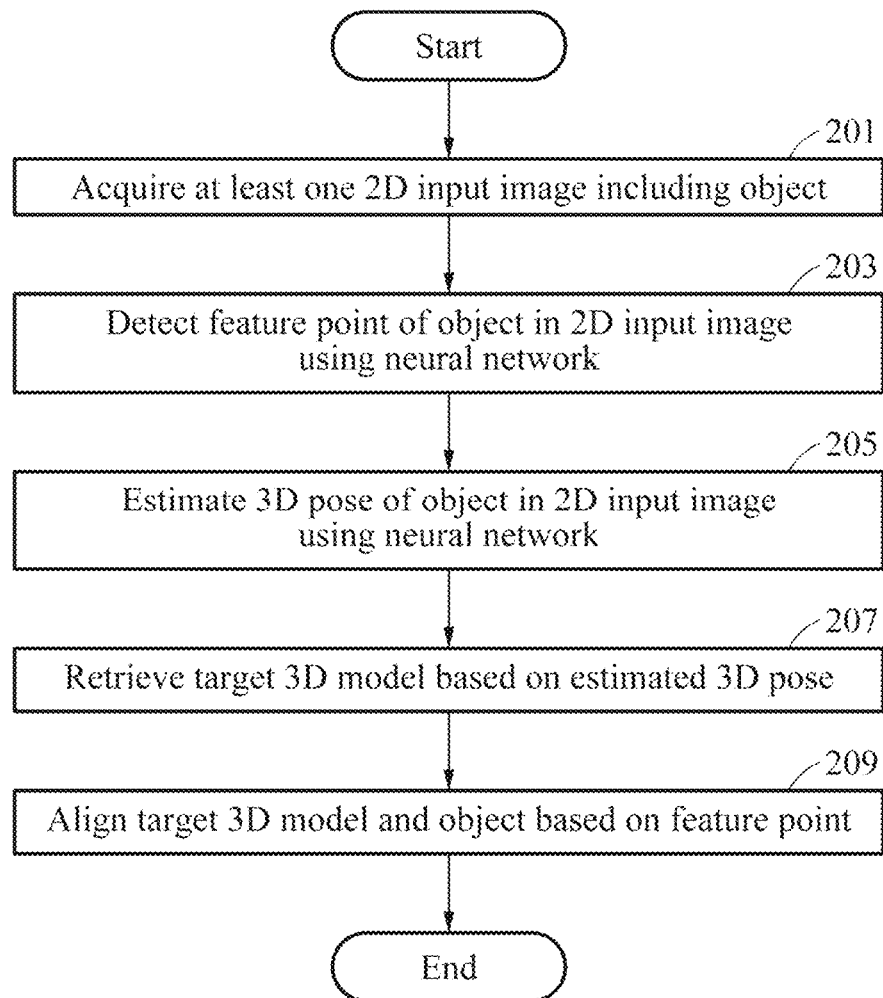 Start
201
Acquire at least one 2D input image including object
203
Detect feature point of object in 2D input image
using neural network
205
Estimate 3D pose of object in 2D input image
using neural network
207
Retrieve target 3D model based on estimated 3D pose
209
Align target 3D model and object based on feature point
End